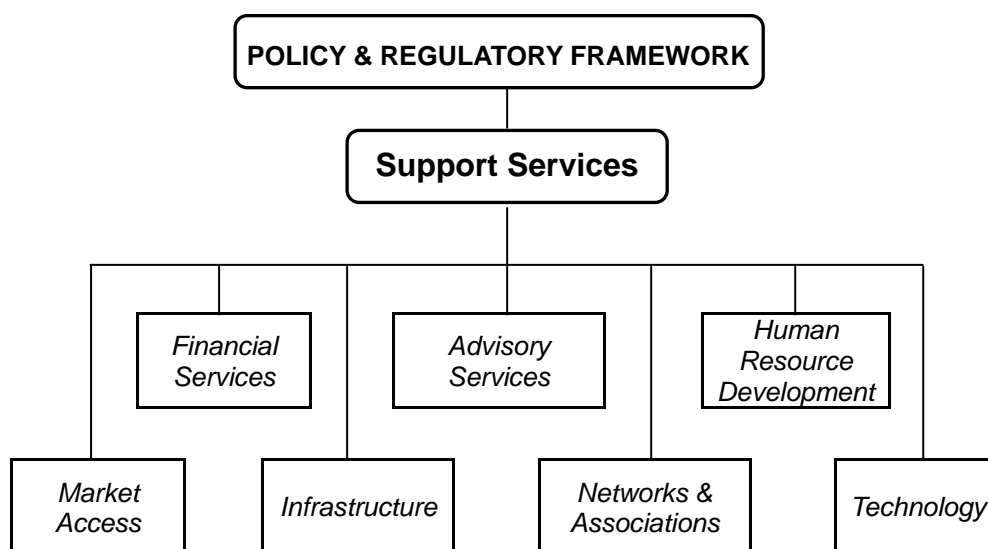 POLICY & REGULATORY FRAMEWORK
Support Services
Financial
Services
Advisory
Services
Human
Resource
Development
Market
Access
Infrastructure
Networks &
Associations
Technology